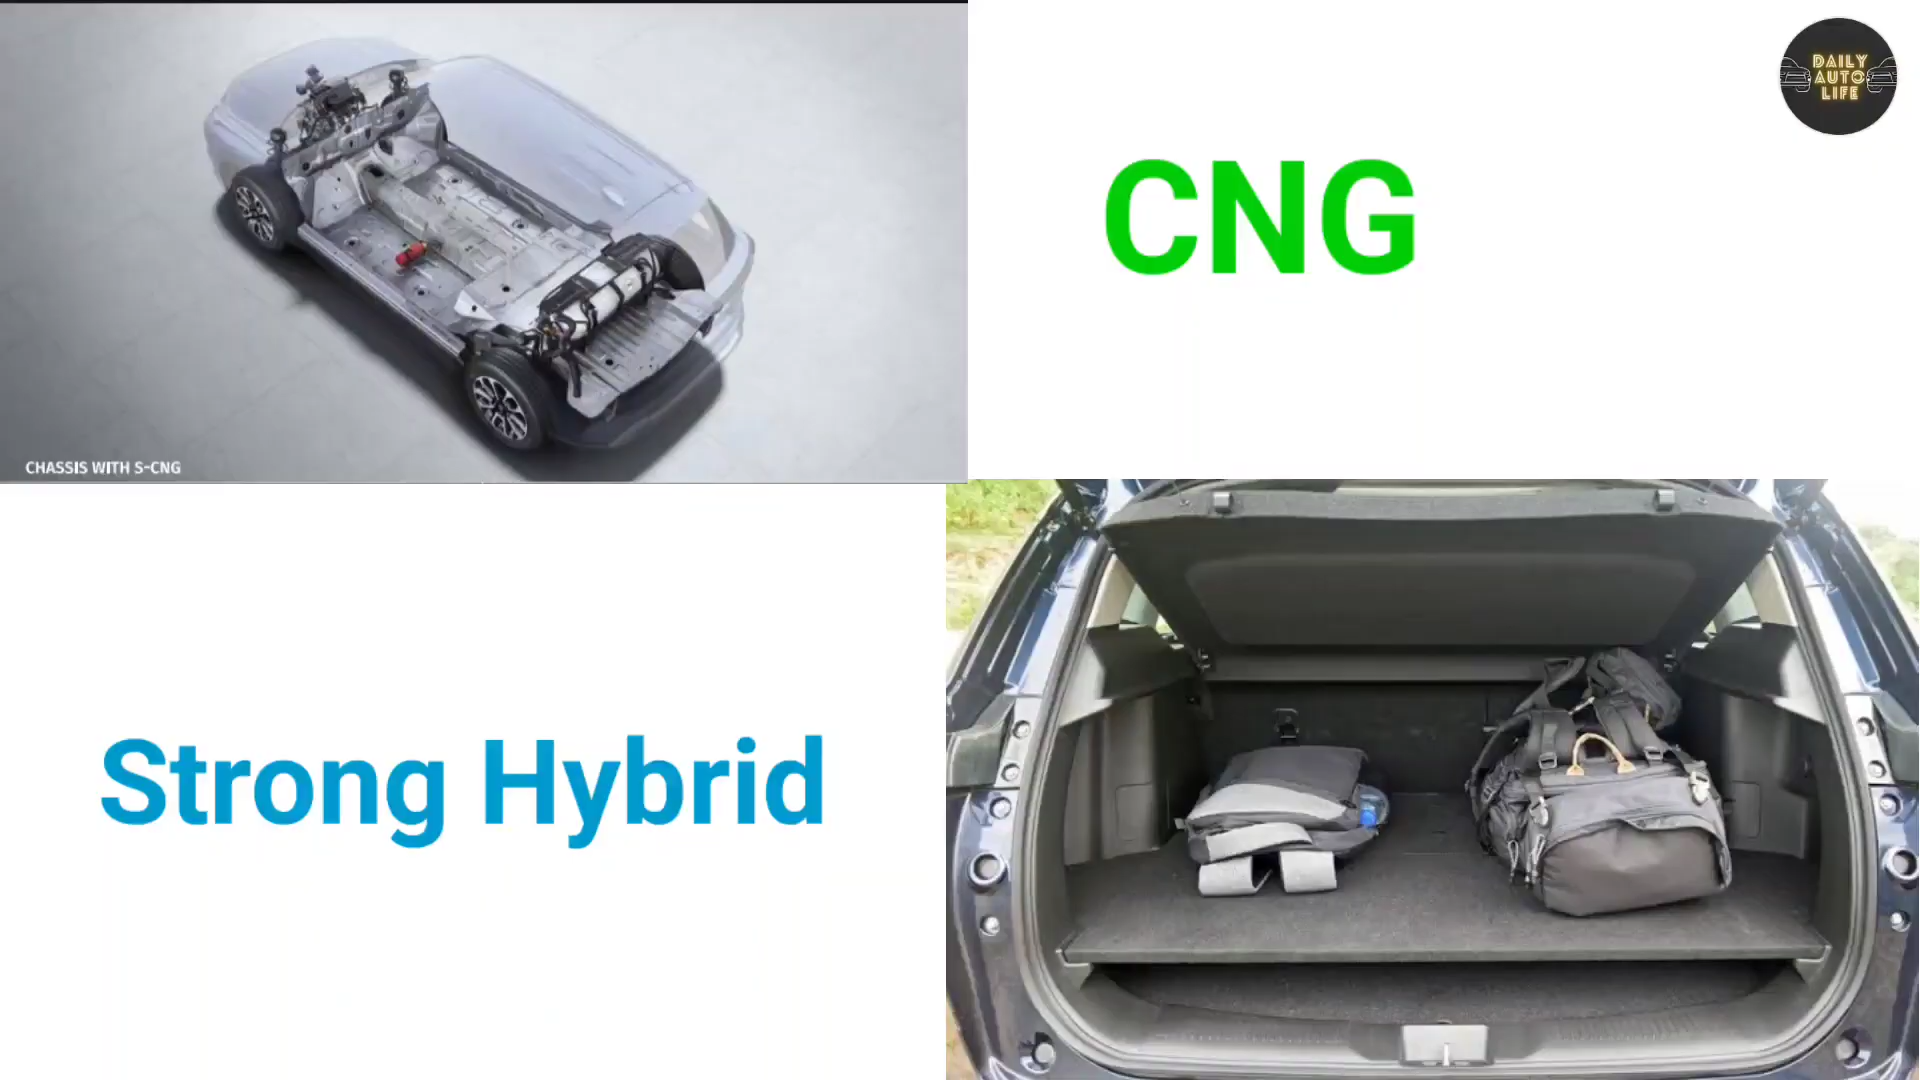 DAILY
AUTO
LIFE
CNG
CHASSIS WITH S-CNG
Strong Hybrid